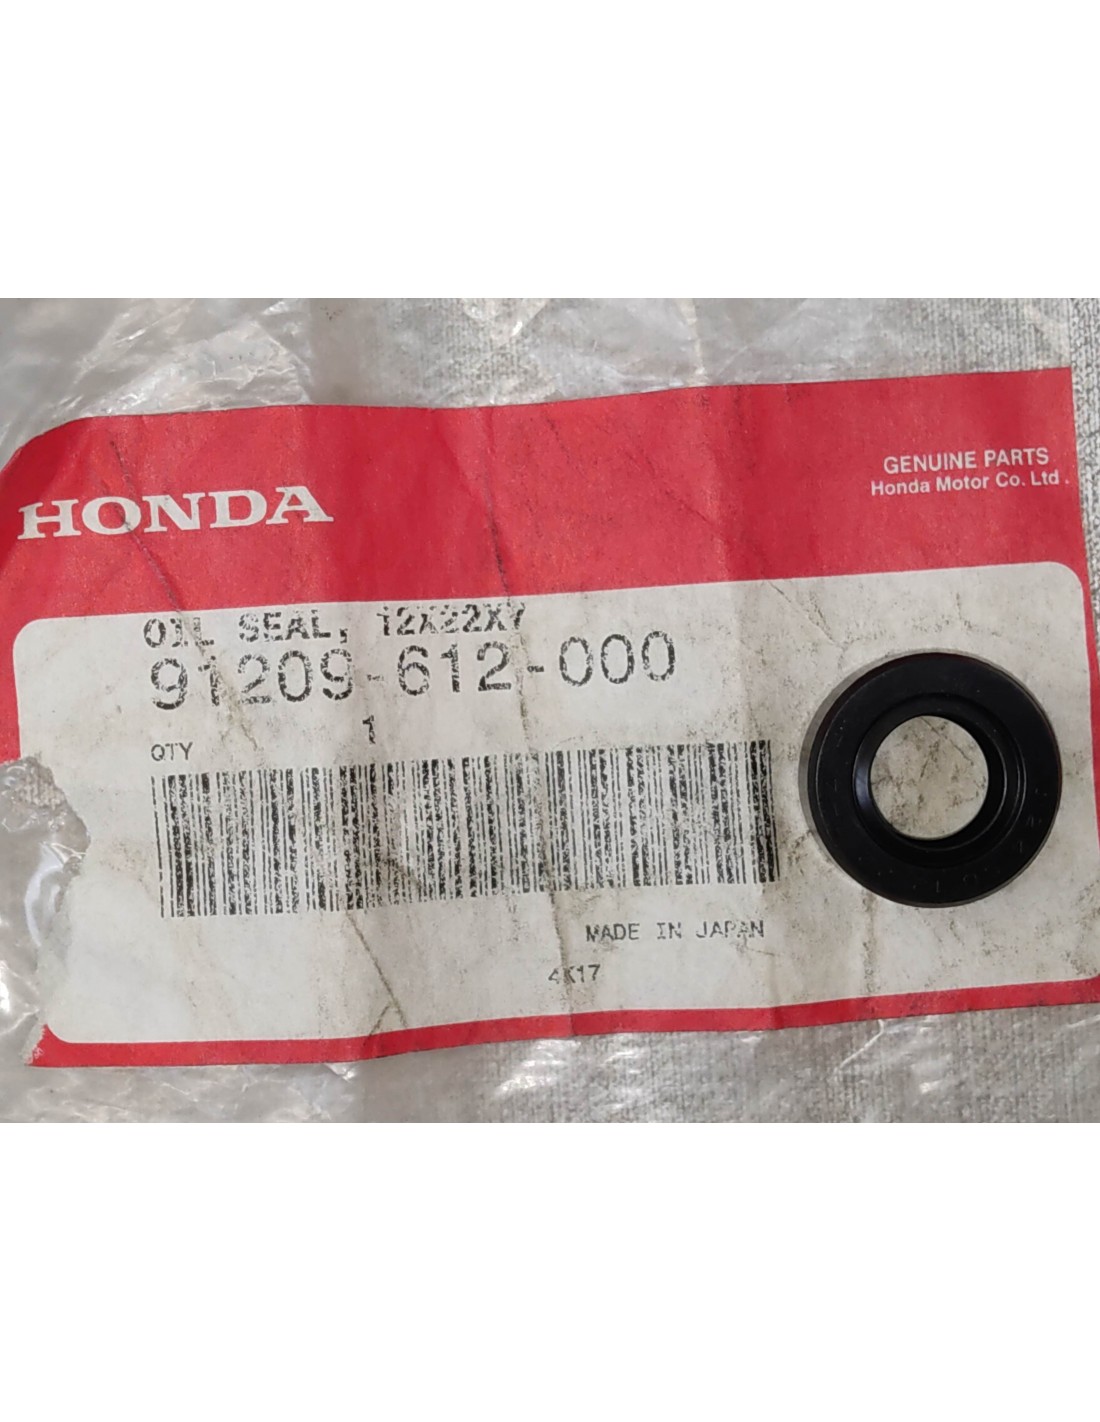 HONDA
GENUINE PARTS
Honda Motor Co. Ltd.
OIL SEAL, 12X22X7
91209-612-000
QTY 1
MADE IN JAPAN
4K17